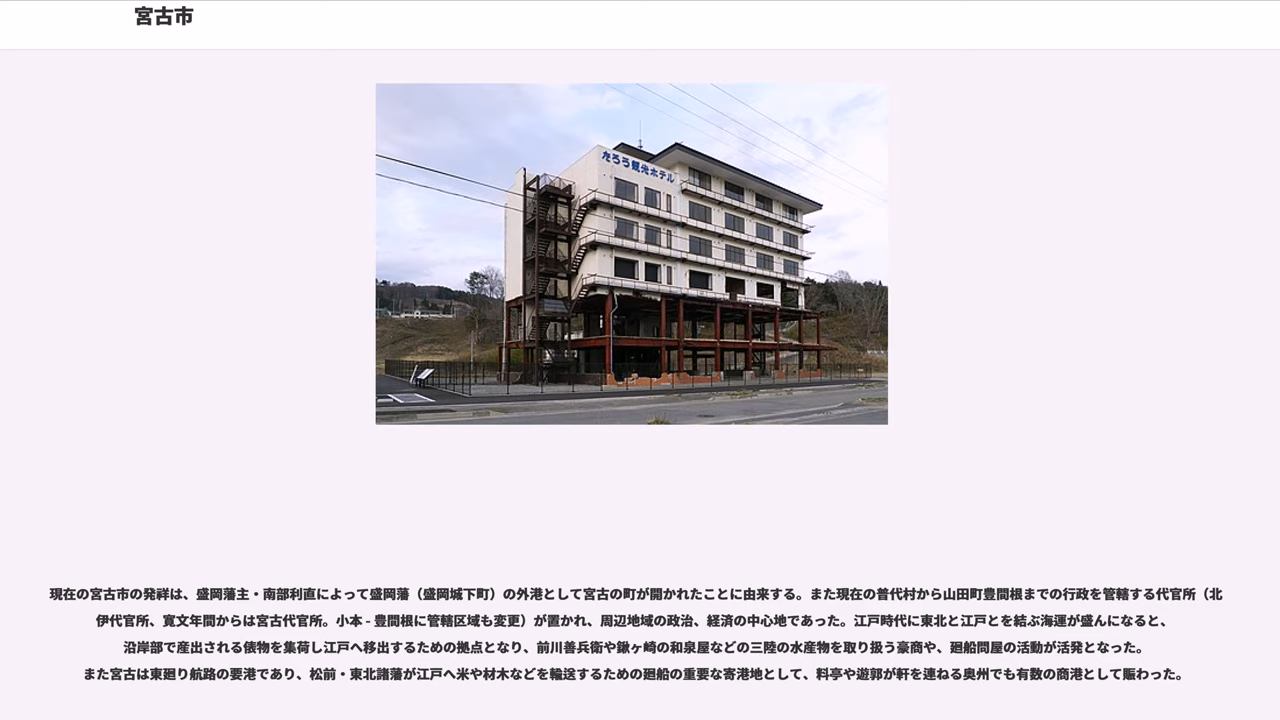 宮古市
たろう観光ホテル
現在の宮古市の発祥は、盛岡藩主・南部利直によって盛岡藩（盛岡城下町）の外港として宮古の町が開かれたことに由来する。また現在の普代村から山田町豊間根までの行政を管轄する代官所（北
伊代官所、寛文年間からは宮古代官所。小本 - 豊間根に管轄区域も変更）が置かれ、周辺地域の政治、経済の中心地であった。江戸時代に東北と江戸とを結ぶ海運が盛んになると、
沿岸部で産出される俵物を集荷し江戸へ移出するための拠点となり、前川善兵衛や鍬ヶ崎の和泉屋などの三陸の水産物を取り扱う豪商や、廻船問屋の活動が活発となった。
また宮古は東廻り航路の要港であり、松前・東北諸藩が江戸へ米や材木などを輸送するための廻船の重要な寄港地として、料亭や遊郭が軒を連ねる奥州でも有数の商港として賑わった。